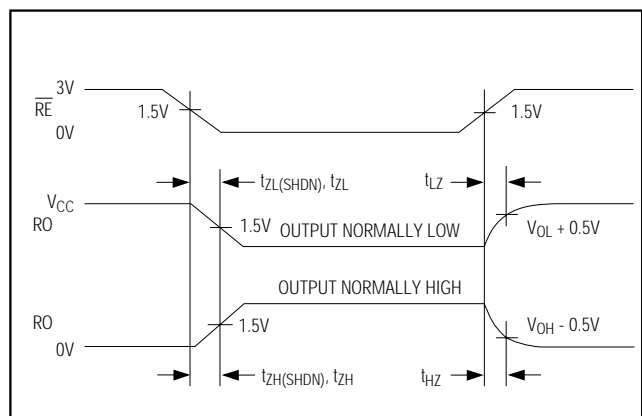 3V
RE
1.5V
1.5V
0V
tZL(SHDN), tZL
tLZ
VCC
RO
1.5V
OUTPUT NORMALLY LOW
VOL + 0.5V
OUTPUT NORMALLY HIGH
RO
1.5V
VOH - 0.5V
0V
tZH(SHDN), tZH
tHZ